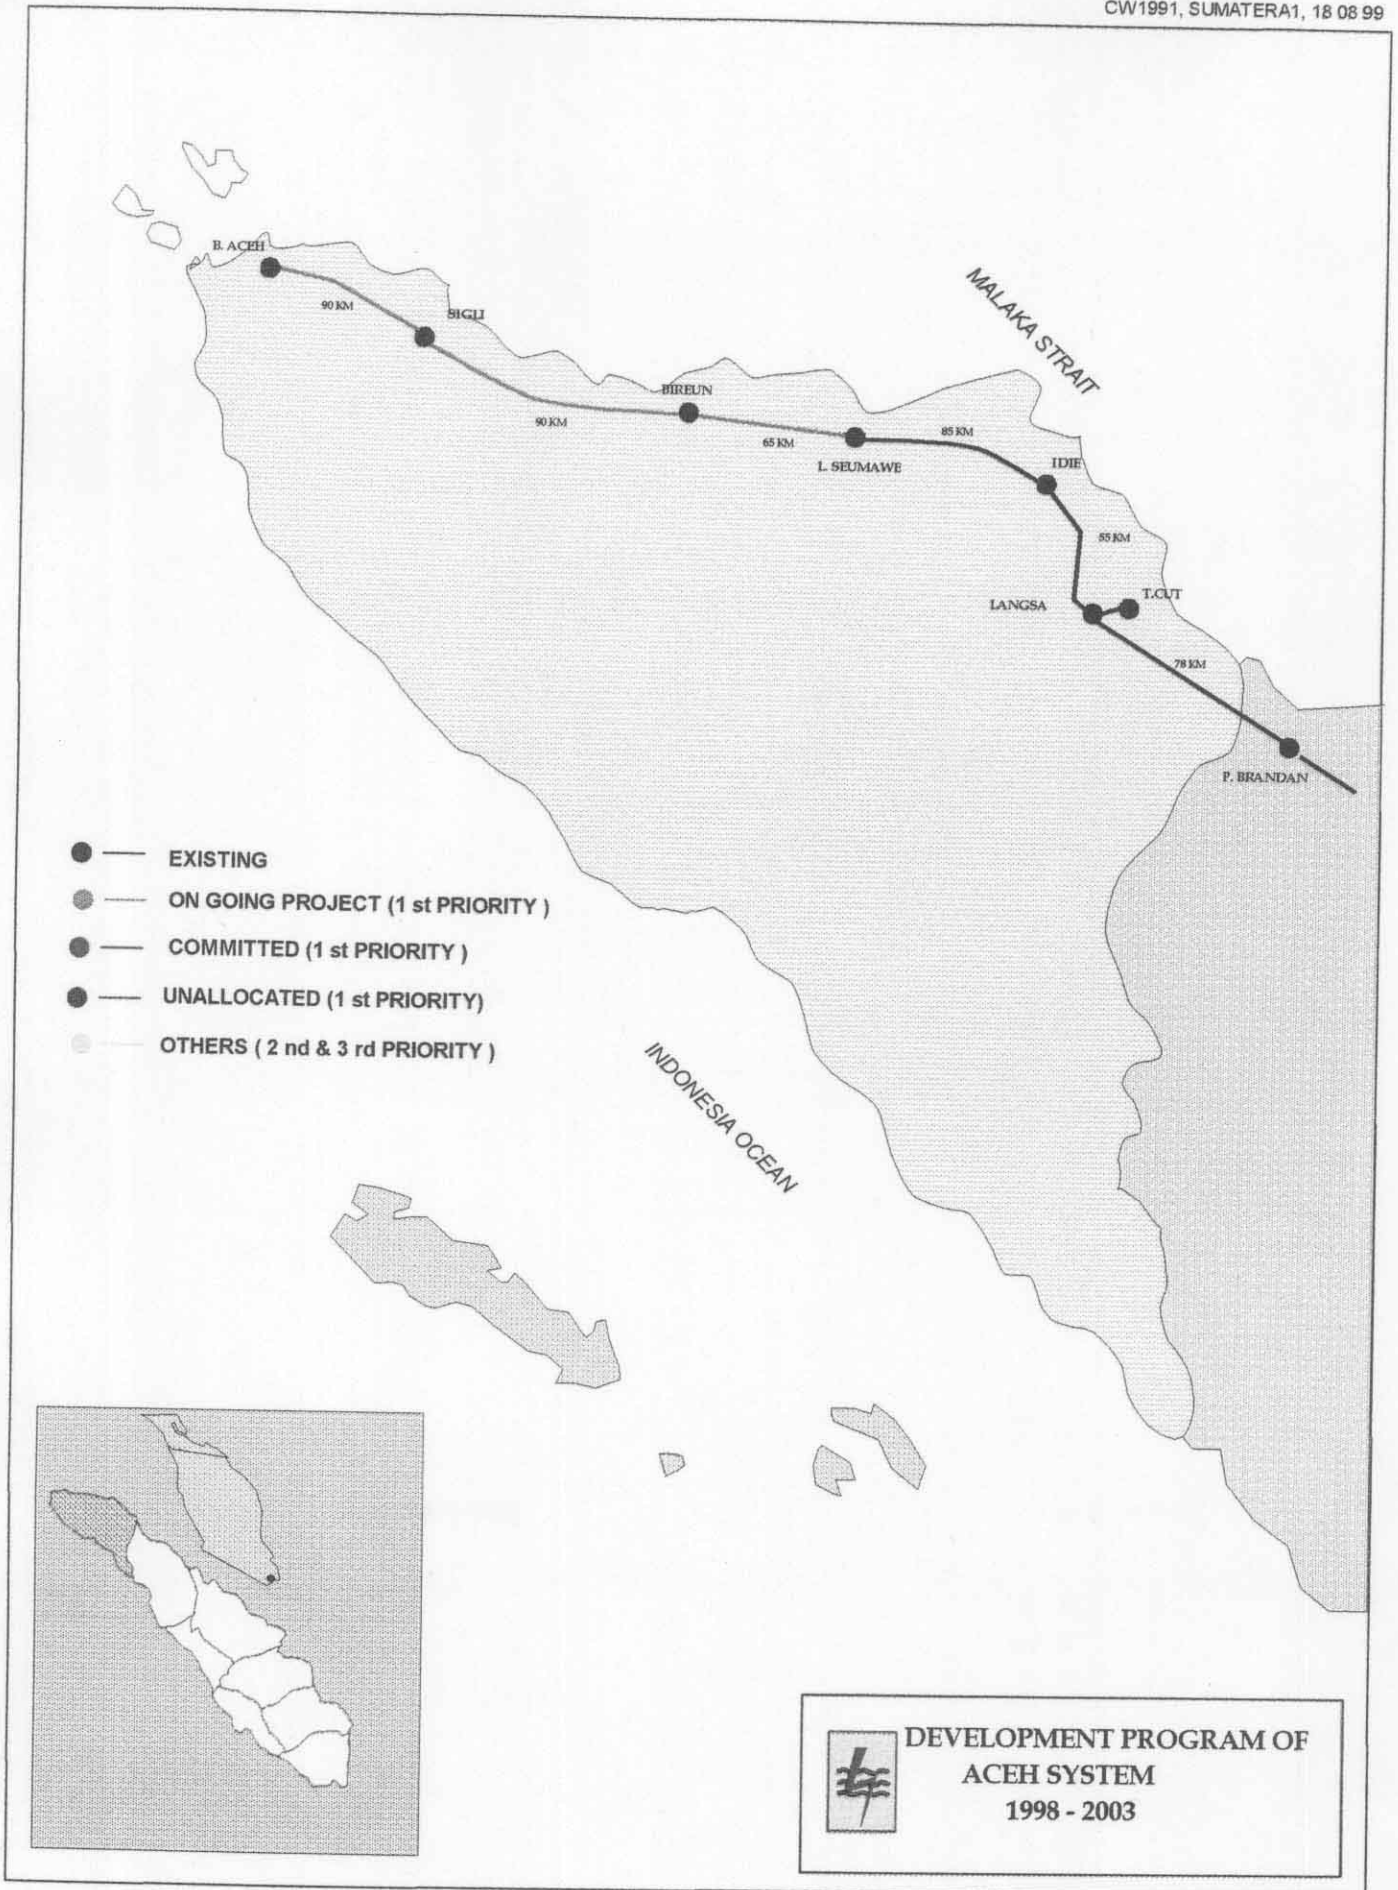 CW1991, SUMATERA1, 18 08 99
B. ACEH
90 KM
SIGLI
MALAKA STRAIT
BIREUN
90 KM
65 KM
85 KM
L. SEUMAWE
IDIE
55 KM
T.CUT
LANGSA
78 KM
P. BRANDAN
EXISTING
ON GOING PROJECT (1 st PRIORITY )
COMMITTED (1 st PRIORITY )
UNALLOCATED (1 st PRIORITY)
OTHERS ( 2 nd & 3 rd PRIORITY )
INDONESIA OCEAN
DEVELOPMENT PROGRAM OF
ACEH SYSTEM
1998 - 2003